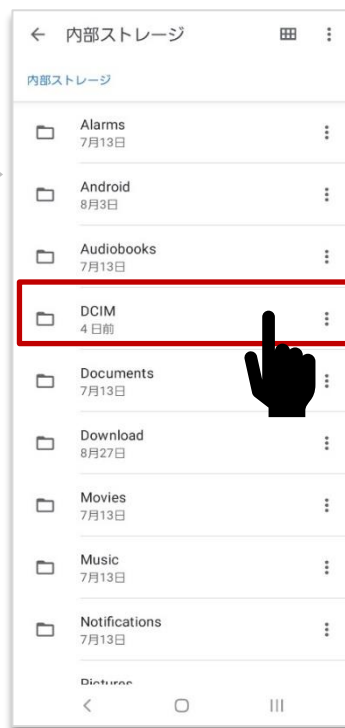 内部ストレージ
内部ストレージ
Alarms
7月13日
Android
8月3日
Audiobooks
7月13日
DCIM
4 日前
Documents
7月13日
Download
8月27日
Movies
7月13日
Music
7月13日
Notifications
7月13日
Pictures